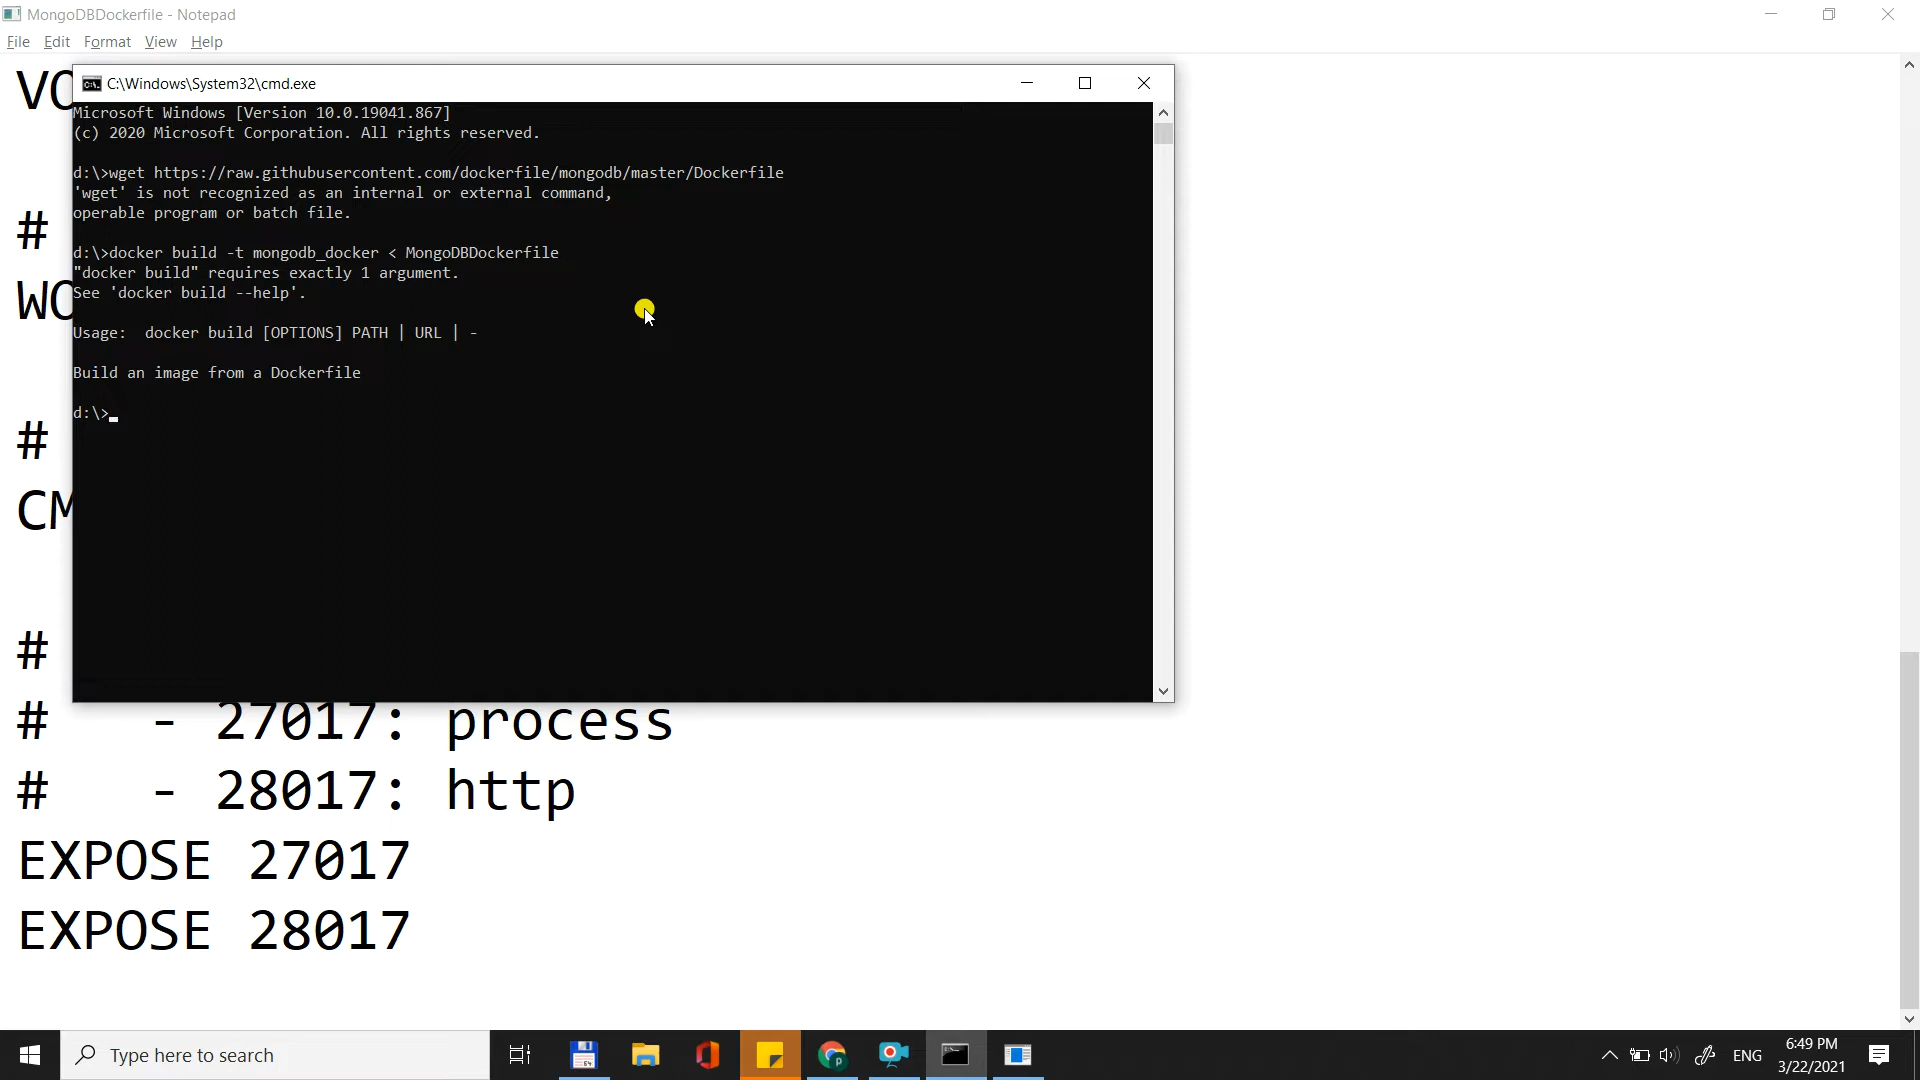 MongoDBDockerfile - Notepad
File Edit Format View Help
VO
C:\Windows\System32\cmd.exe
Microsoft Windows [Version 10.0.19041.867]
(c) 2020 Microsoft Corporation. All rights reserved.
d:\>wget https://raw.githubusercontent.com/dockerfile/mongodb/master/Dockerfile
'wget' is not recognized as an internal or external command,
operable program or batch file.
#
d:\>docker build -t mongodb_docker < MongoDBDockerfile
"docker build" requires exactly 1 argument.
See 'docker build --help'.
WO
Usage:  docker build [OPTIONS] PATH | URL | -
Build an image from a Dockerfile
d:\>
#
CM
#
#   - 27017: process
#   - 28017: http
EXPOSE 27017
EXPOSE 28017
Type here to search
ENG
6:49 PM
3/22/2021